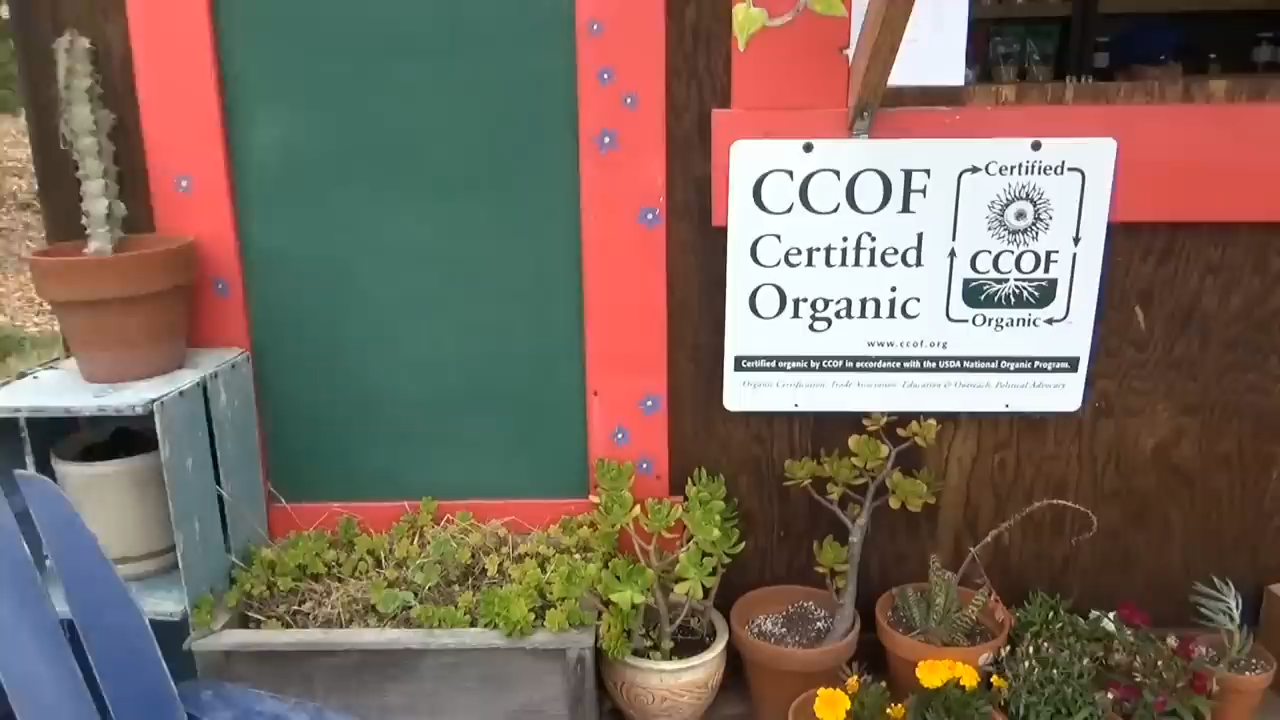 CCOF
Certified
Organic
Certified
CCOF
Organic
www.ccof.org
Certified organic by CCOF in accordance with the USDA National Organic Program.
Organic Certification, Trade Association, Education & Outreach, Political Advocacy